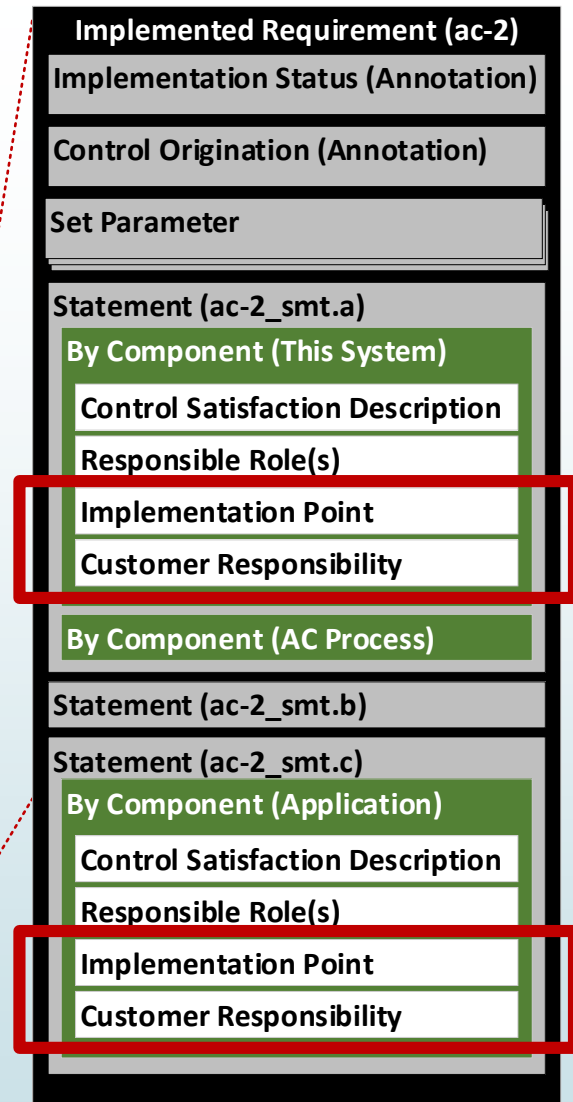 Implemented Requirement (ac-2)
Implementation Status (Annotation)
Control Origination (Annotation)
Set Parameter
Statement (ac-2_smt.a)
By Component (This System)
Control Satisfaction Description
Responsible Role(s)
Implementation Point
Customer Responsibility
By Component (AC Process)
Statement (ac-2_smt.b)
Statement (ac-2_smt.c)
By Component (Application)
Control Satisfaction Description
Responsible Role(s)
Implementation Point
Customer Responsibility